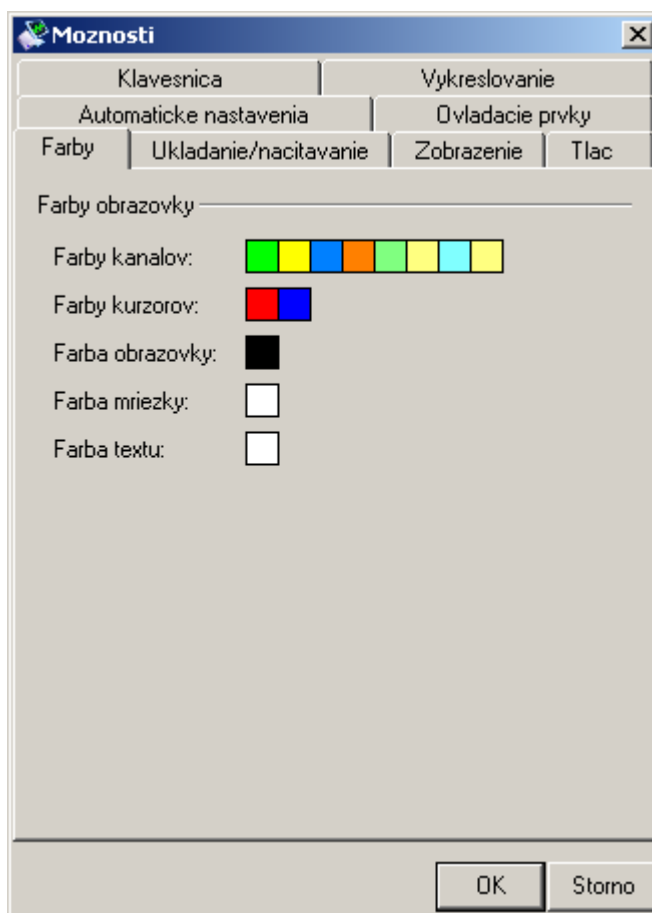 Moznosti
Klavesnica Vykreslovanie
Automaticke nastavenia Ovladacie prvky
Farby Ukladanie/nacitavanie Zobrazenie Tlac
Farby obrazovky
Farby kanalov:
Farby kurzorov:
Farba obrazovky:
Farba mriezky:
Farba textu:
OK Storno